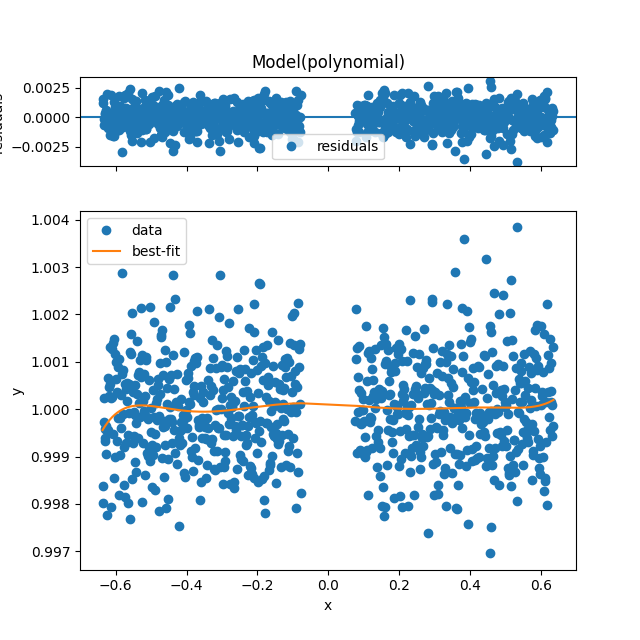 Model(polynomial)
0.0025
0.0000
−0.0025
residuals
residuals
1.004
1.003
1.002
1.001
1.000
0.999
0.998
0.997
data
best-fit
y
−0.6
−0.4
−0.2
0.0
0.2
0.4
0.6
x